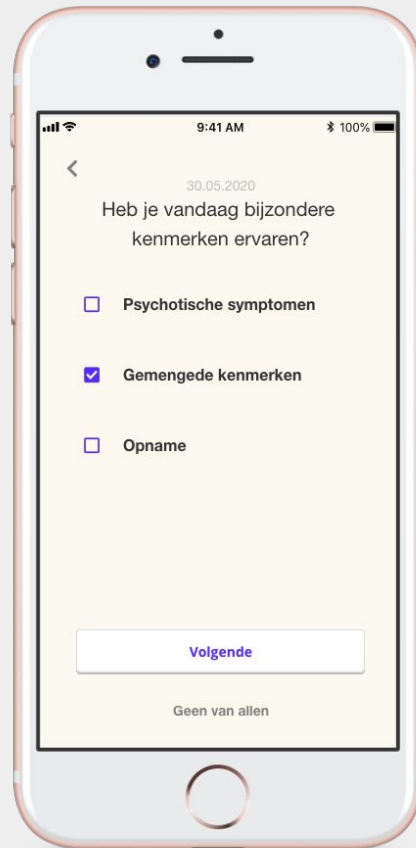 9:41 AM
100%
30.05.2020
Heb je vandaag bijzondere
kenmerken ervaren?
Psychotische symptomen
Gemengede kenmerken
Opname
Volgende
Geen van allen